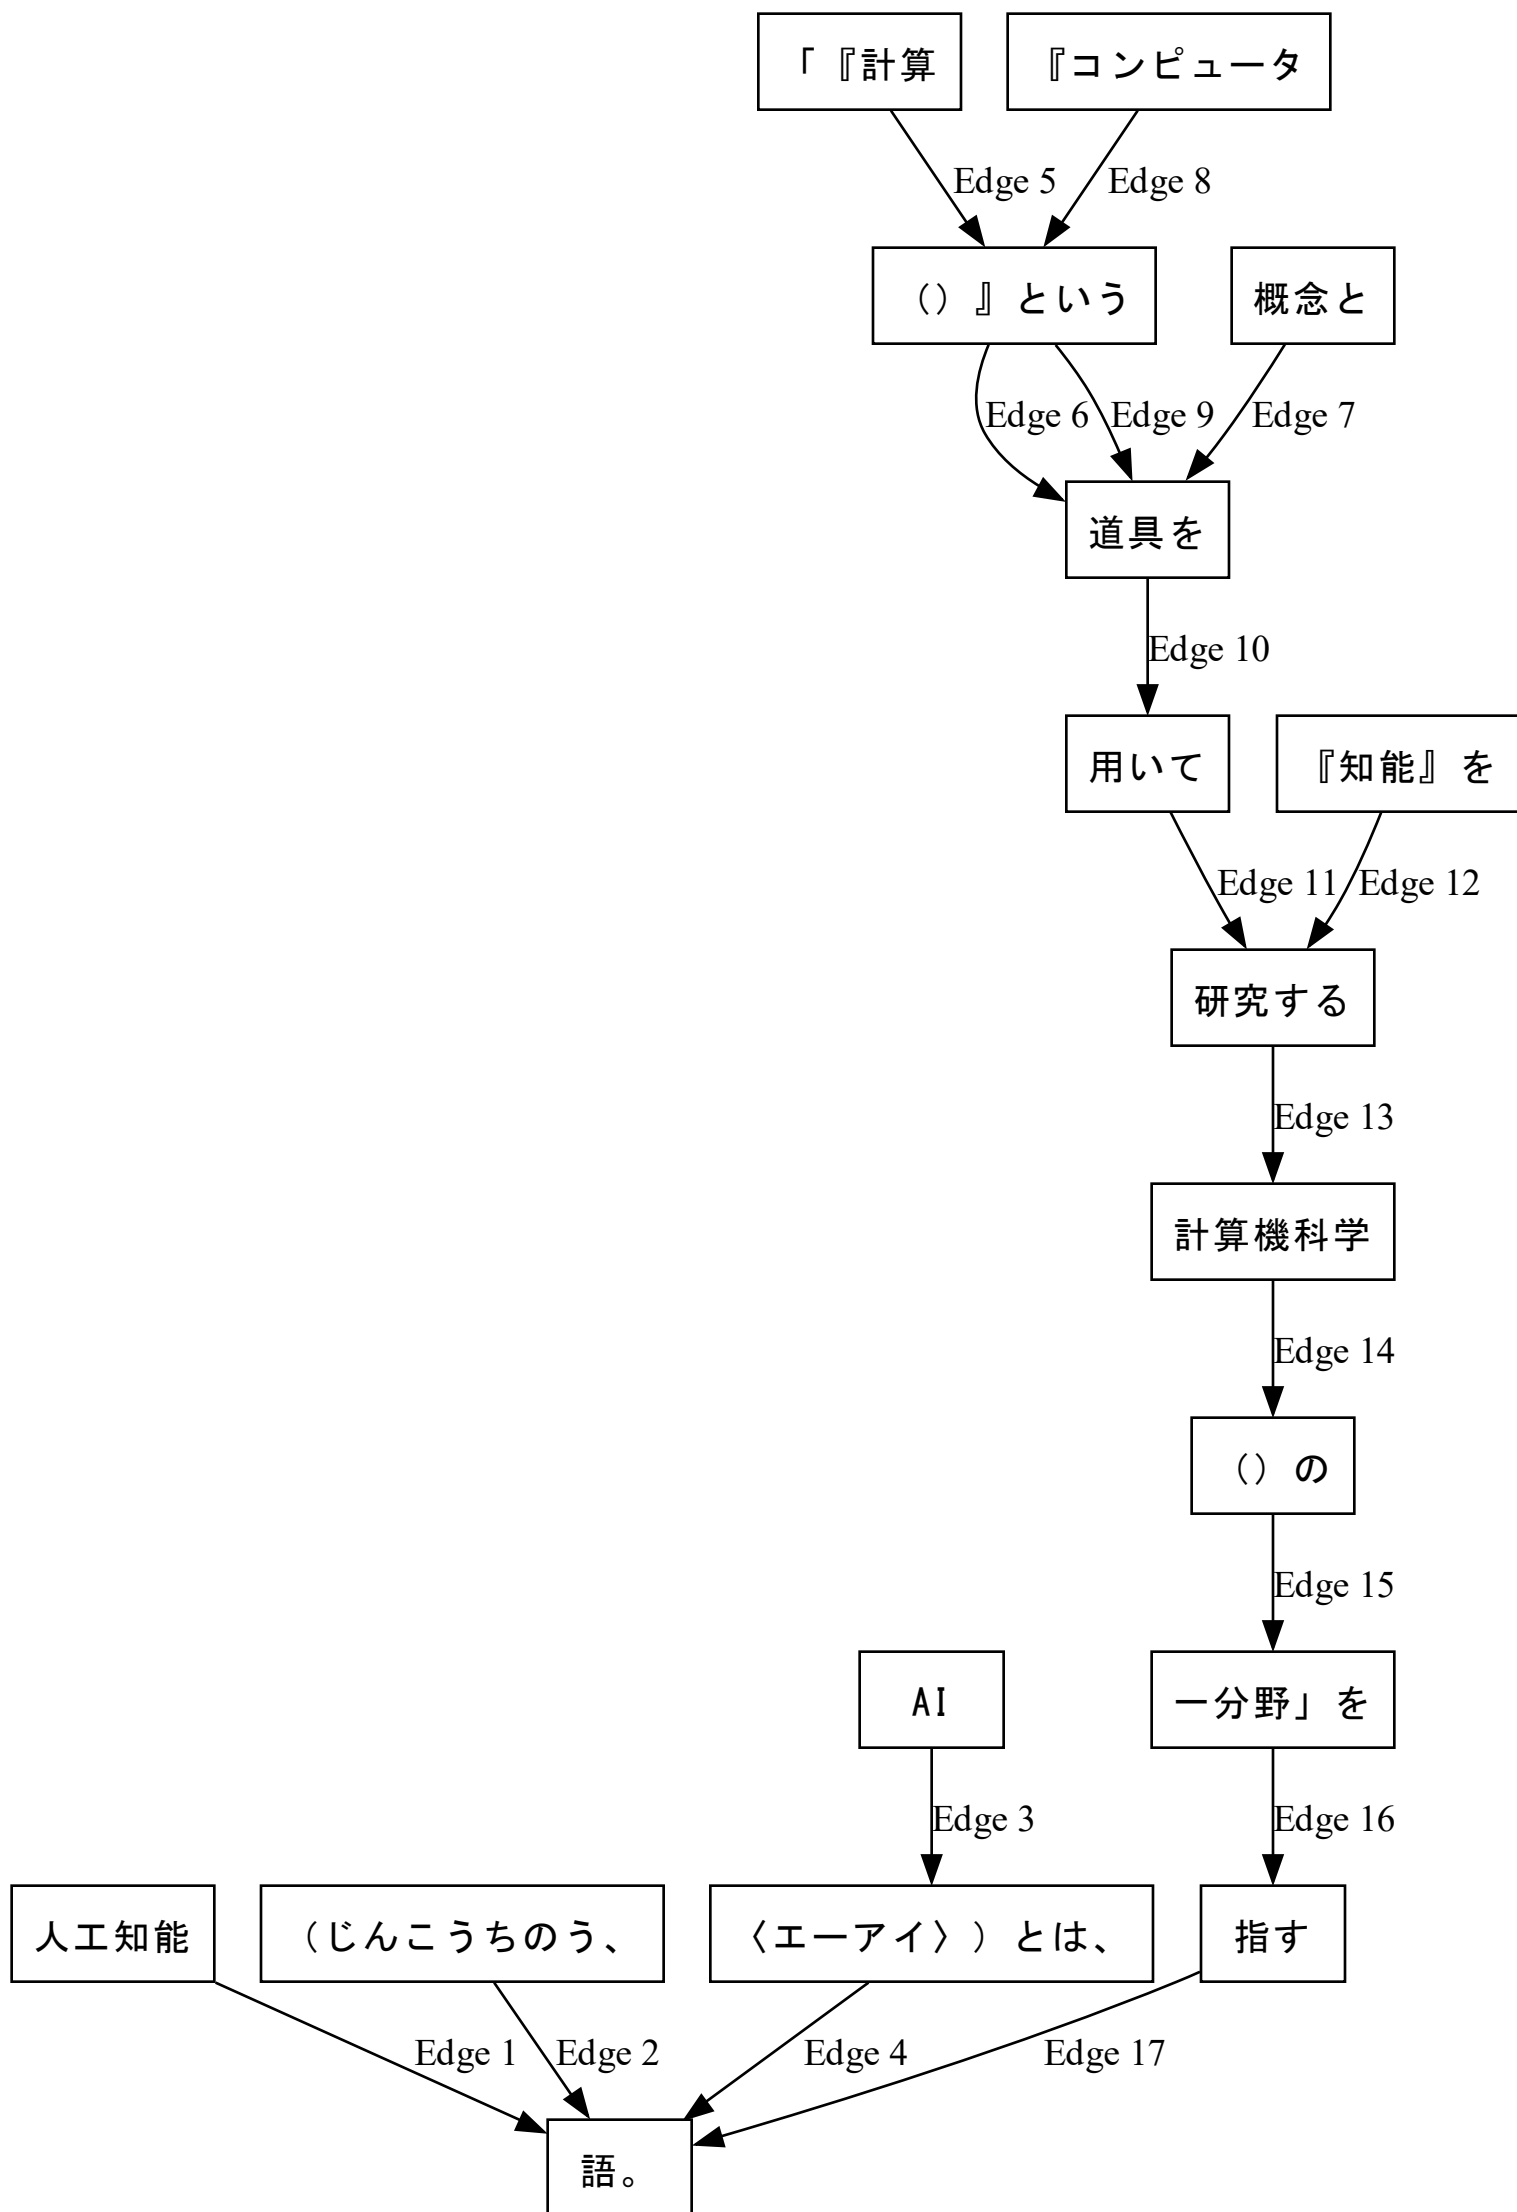 「『計算
『コンピュータ
Edge 5
Edge 8
（）』という
概念と
Edge 6
Edge 9
Edge 7
道具を
Edge 10
用いて
『知能』を
Edge 11
Edge 12
研究する
Edge 13
計算機科学
Edge 14
（）の
Edge 15
AI
一分野」を
Edge 3
Edge 16
人工知能
（じんこうちのう、
〈エーアイ〉）とは、
指す
Edge 1
Edge 2
Edge 4
Edge 17
語。